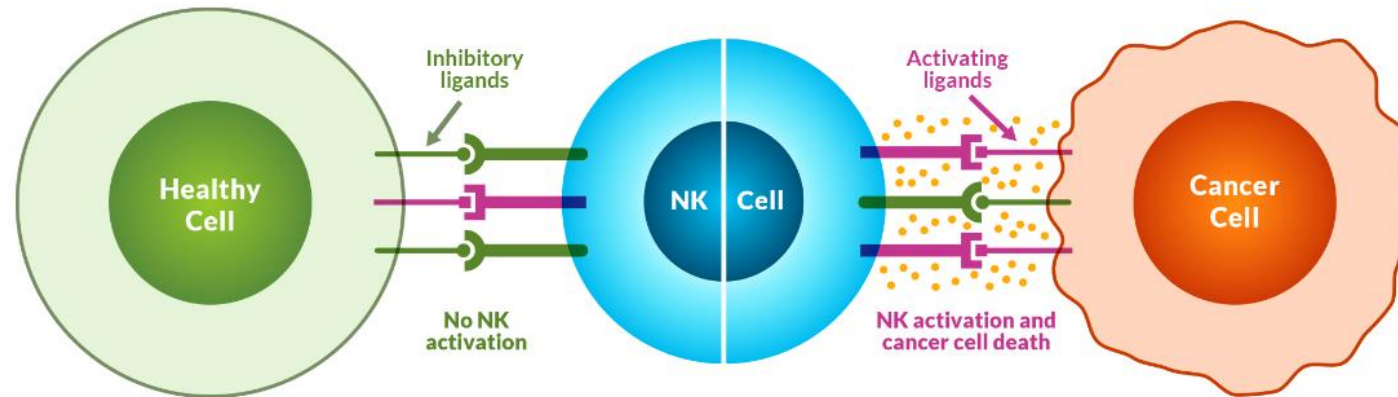 Inhibitory
ligands
Activating
ligands
Healthy
Cell
NK Cell
Cancer
Cell
No NK
activation
NK activation and
cancer cell death